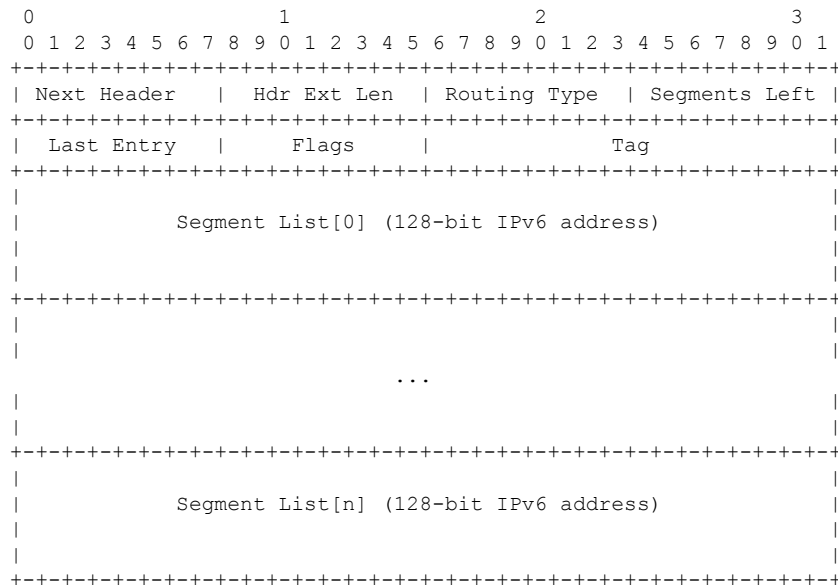 0                   1                   2                   3
 0 1 2 3 4 5 6 7 8 9 0 1 2 3 4 5 6 7 8 9 0 1 2 3 4 5 6 7 8 9 0 1
+-+-+-+-+-+-+-+-+-+-+-+-+-+-+-+-+-+-+-+-+-+-+-+-+-+-+-+-+-+-+-+-+
| Next Header   |  Hdr Ext Len  | Routing Type  | Segments Left |
+-+-+-+-+-+-+-+-+-+-+-+-+-+-+-+-+-+-+-+-+-+-+-+-+-+-+-+-+-+-+-+-+
|  Last Entry   |     Flags     |              Tag              |
+-+-+-+-+-+-+-+-+-+-+-+-+-+-+-+-+-+-+-+-+-+-+-+-+-+-+-+-+-+-+-+-+
|                                                               |
|            Segment List[0] (128-bit IPv6 address)             |
|                                                               |
|                                                               |
+-+-+-+-+-+-+-+-+-+-+-+-+-+-+-+-+-+-+-+-+-+-+-+-+-+-+-+-+-+-+-+-+
|                                                               |
|                                                               |
                              ...
|                                                               |
|                                                               |
+-+-+-+-+-+-+-+-+-+-+-+-+-+-+-+-+-+-+-+-+-+-+-+-+-+-+-+-+-+-+-+-+
|                                                               |
|            Segment List[n] (128-bit IPv6 address)             |
|                                                               |
|                                                               |
+-+-+-+-+-+-+-+-+-+-+-+-+-+-+-+-+-+-+-+-+-+-+-+-+-+-+-+-+-+-+-+-+